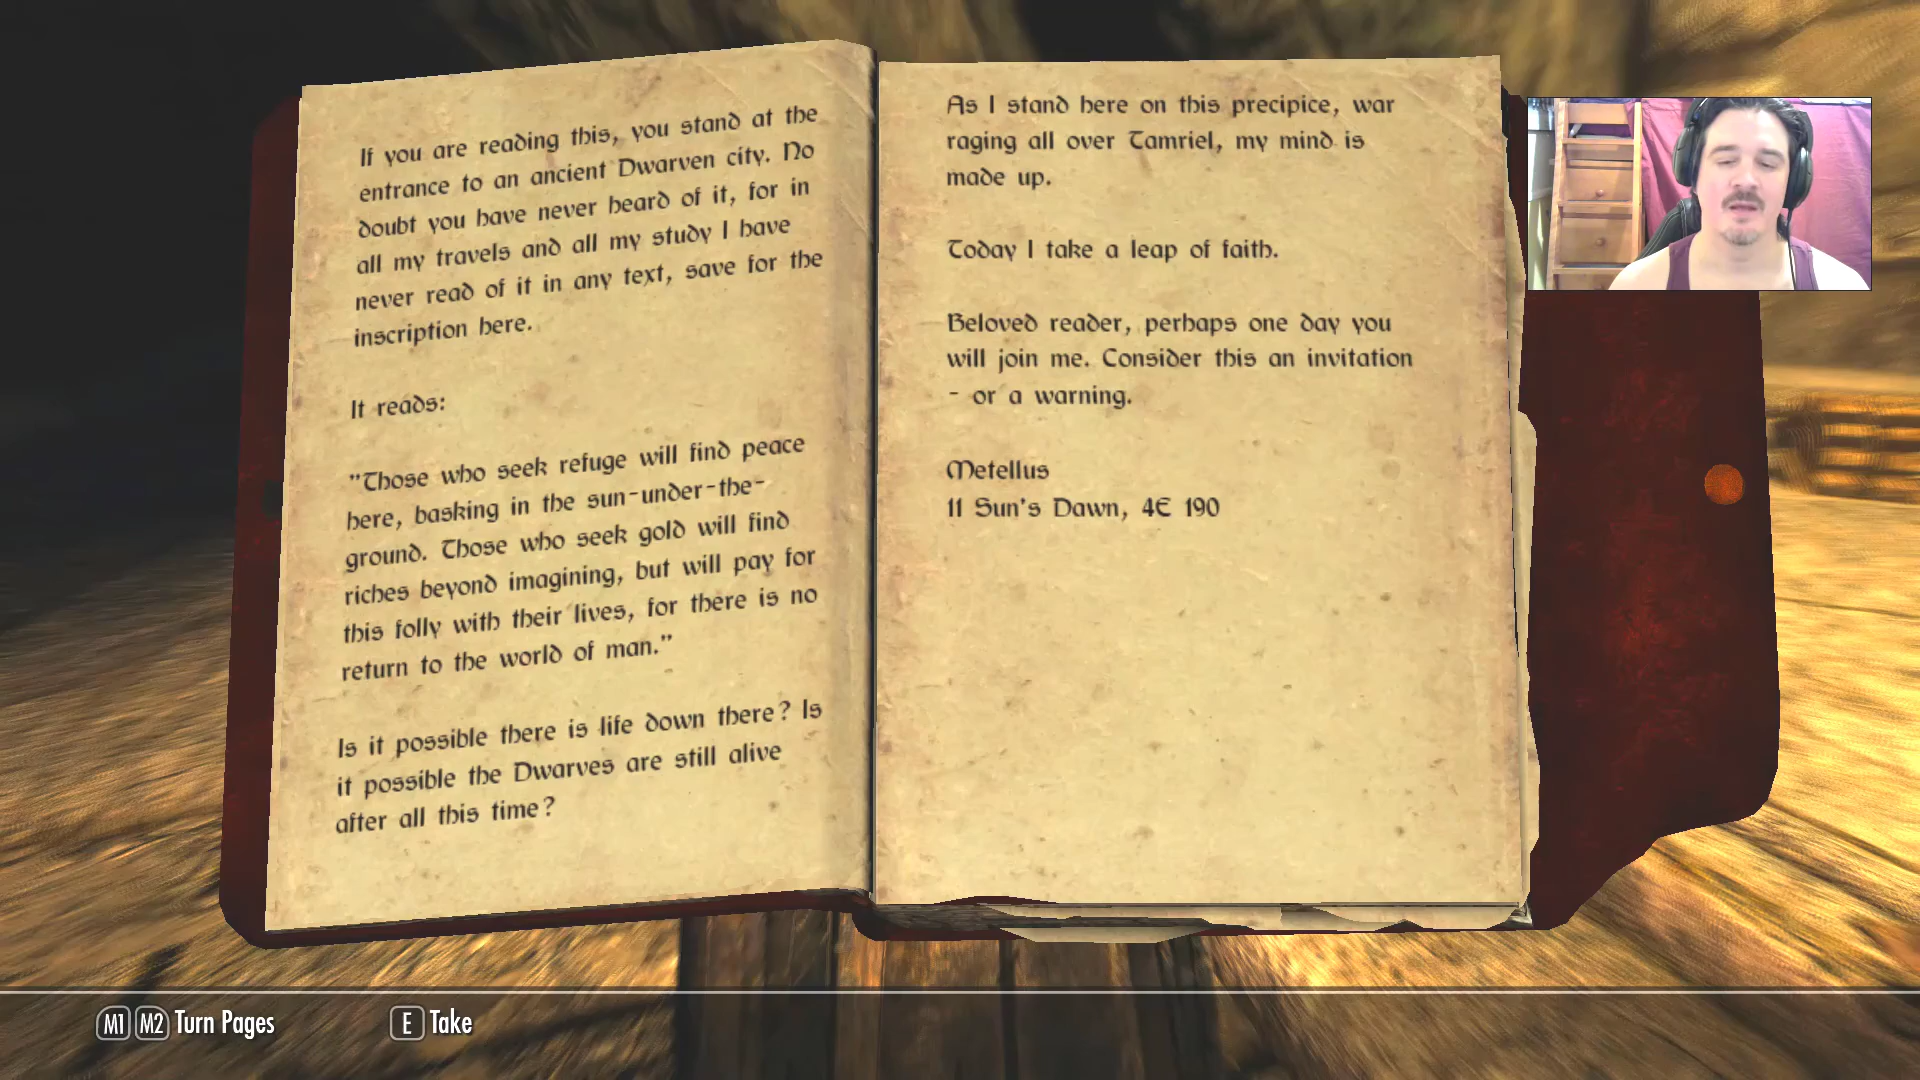 If you are reading this, you stand at the
entrance to an ancient Dwarven city. No
doubt you have never heard of it, for in
all my travels and all my study I have
never read of it in any text, save for the
inscription here.
It reads:
"Those who seek refuge will find peace
here, basking in the sun-under-the-
ground. Those who seek gold will find
riches beyond imagining, but will pay for
this folly with their lives, for there is no
return to the world of man."
Is it possible there is life down there? Is
it possible the Dwarves are still alive
after all this time?
As I stand here on this precipice, war
raging all over Tamriel, my mind is
made up.
Today I take a leap of faith.
Beloved reader, perhaps one day you
will join me. Consider this an invitation
- or a warning.
Metellus
11 Sun's Dawn, 4E 190
M1 M2 Turn Pages
E Take